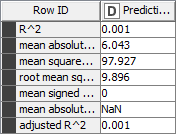 Row ID D Predicti...
R^2 0.001
mean absolut... 6.043
mean square... 97.927
root mean sq... 9.896
mean signed ... 0
mean absolut... NaN
adjusted R^2 0.001